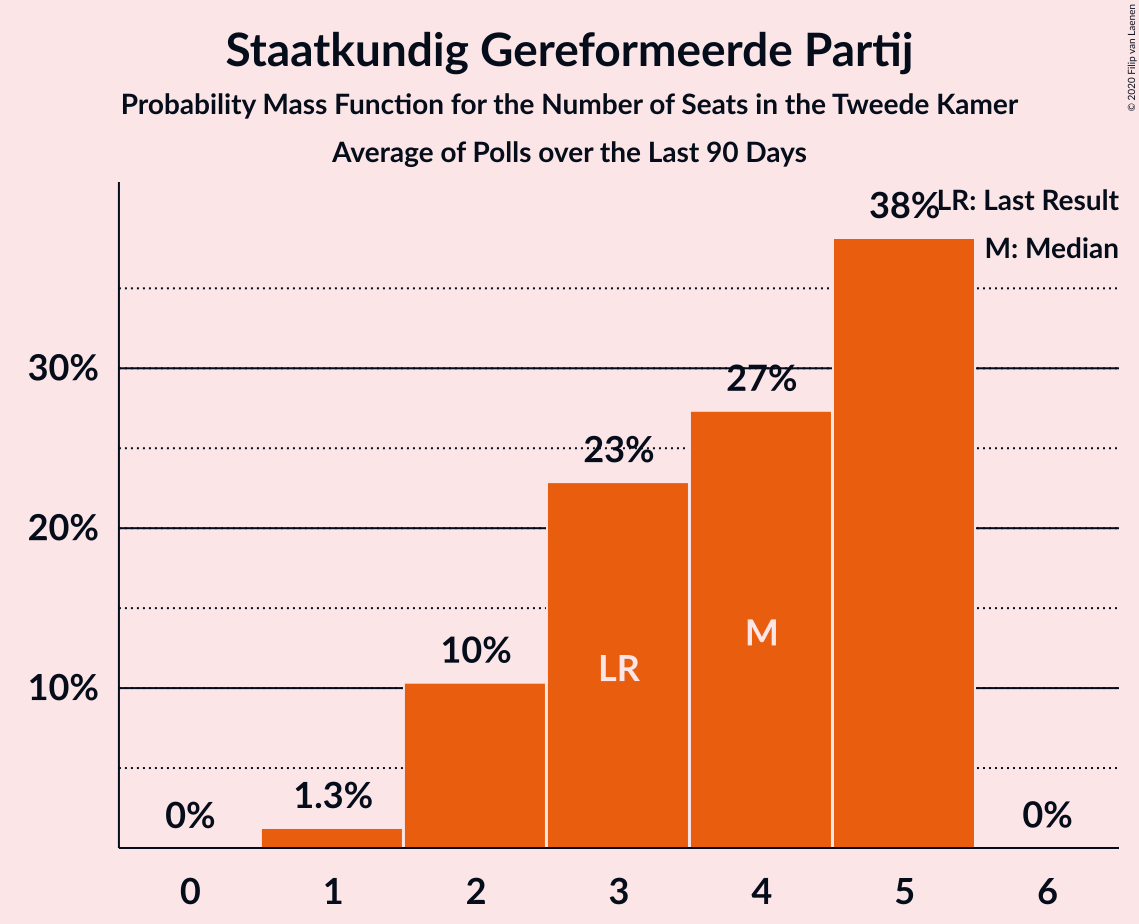 Staatkundig Gereformeerde Partij
Probability Mass Function for the Number of Seats in the Tweede Kamer
Average of Polls over the Last 90 Days
© 2020 Filip van Laenen
LR: Last Result
M: Median
38%
30%
27%
23%
20%
M
LR
10%
10%
1.3%
0%
0%
0 1 2 3 4 5 6